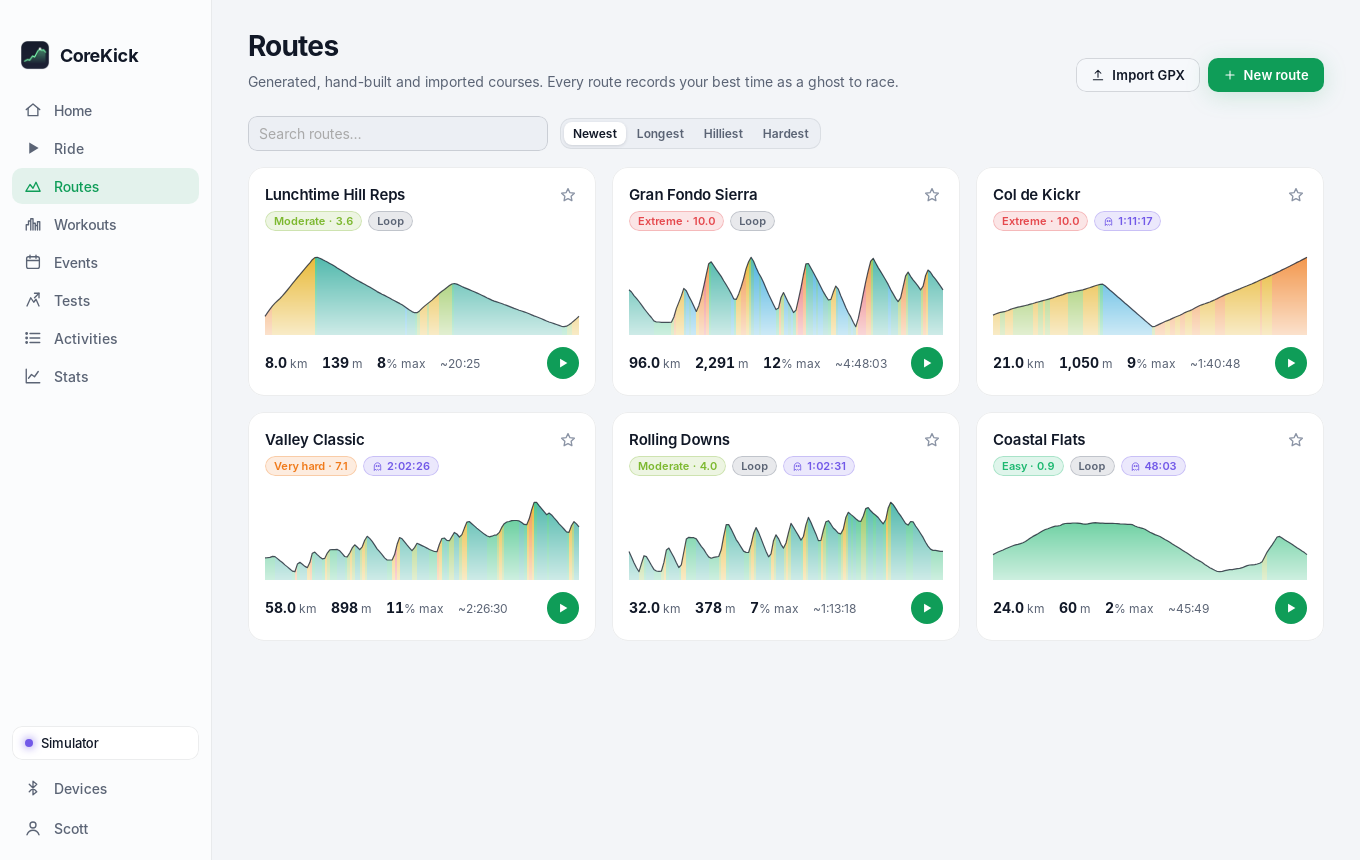 CoreKick
Home
Ride
Routes
Workouts
Events
Tests
Activities
Stats
Simulator
Devices
Scott
Routes
Generated, hand-built and imported courses. Every route records your best time as a ghost to race.
Import GPX
New route
Search routes...
Newest Longest Hilliest Hardest
Lunchtime Hill Reps
Moderate · 3.6 Loop
8.0 km 139 m 8% max ~20:25
Gran Fondo Sierra
Extreme · 10.0 Loop
96.0 km 2,291 m 12% max ~4:48:03
Col de Kickr
Extreme · 10.0 1:11:17
21.0 km 1,050 m 9% max ~1:40:48
Valley Classic
Very hard · 7.1 2:02:26
58.0 km 898 m 11% max ~2:26:30
Rolling Downs
Moderate · 4.0 Loop 1:02:31
32.0 km 378 m 7% max ~1:13:18
Coastal Flats
Easy · 0.9 Loop 48:03
24.0 km 60 m 2% max ~45:49